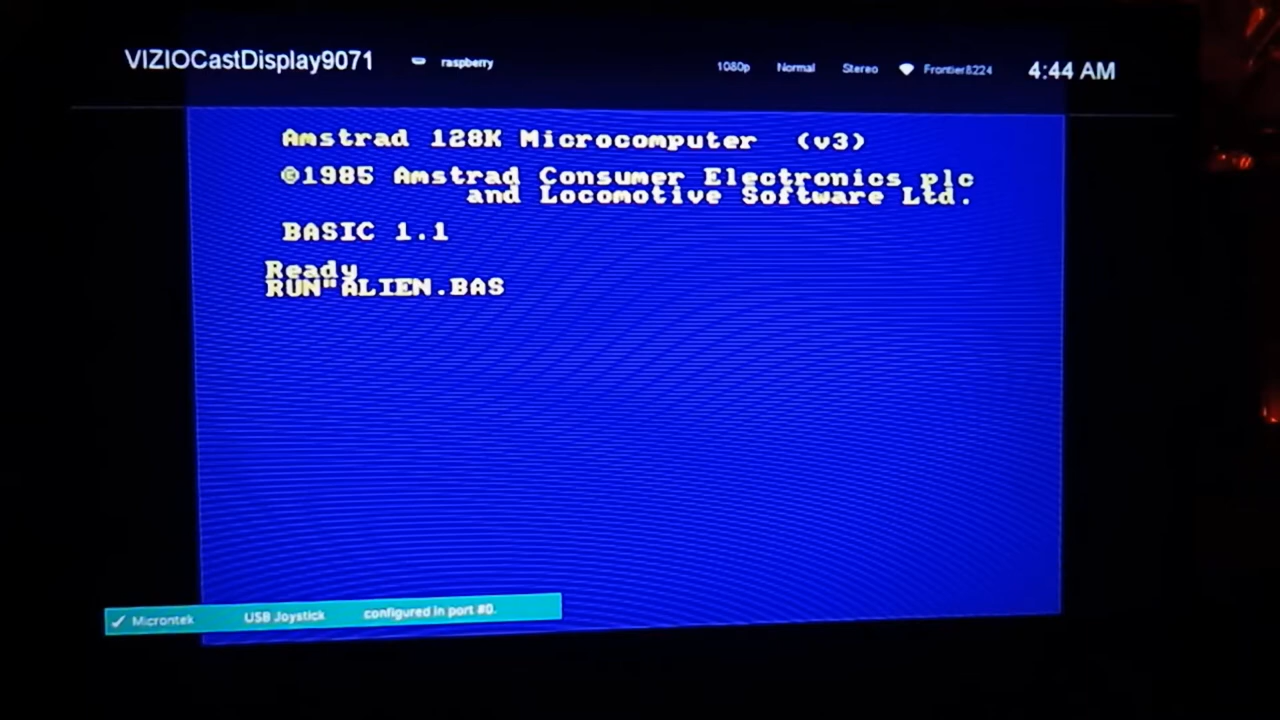 VIZIOCastDisplay9071 raspberry 1080p Normal Stereo Frontier8224 4:44 AM
Amstrad 128K Microcomputer (v3)
©1985 Amstrad Consumer Electronics plc
and Locomotive Software Ltd.
BASIC 1.1
Ready
RUN"ALIEN.BAS
✓ Microntek USB Joystick configured in port #0.